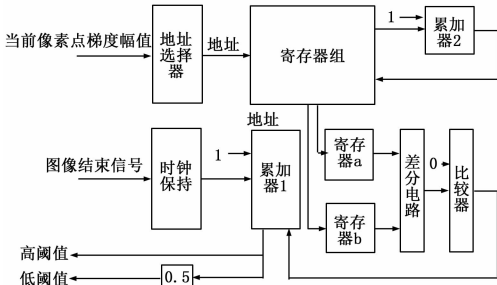 当前像素点梯度幅值
地址
选择
器
地址
寄存器组
1
累加
器2
地址
图像结束信号
时钟
保持
1
累加
器1
寄存
器a
寄存
器b
差分电路
0
比较器
高阈值
低阈值
0.5